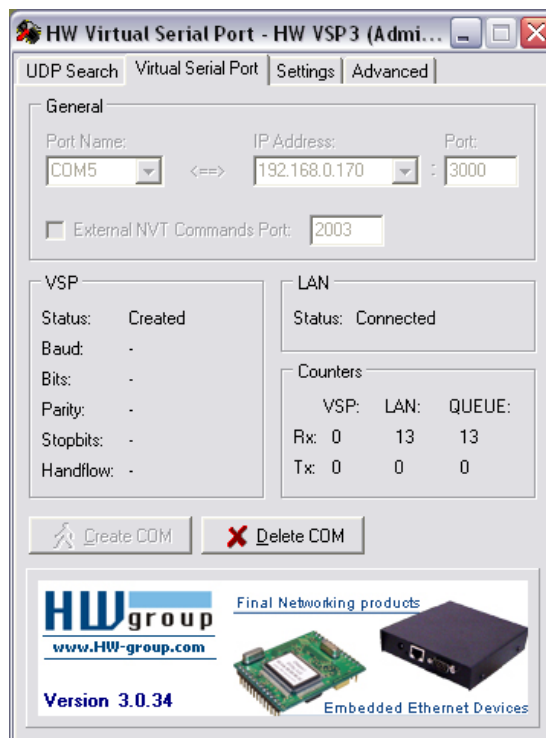 HW Virtual Serial Port - HW VSP3 (Admi...
UDP Search Virtual Serial Port Settings Advanced
General
Port Name: IP Address: Port:
COM5 <==> 192.168.0.170 : 3000
External NVT Commands Port: 2003
VSP
Status: Created
Baud: -
Bits: -
Parity: -
Stopbits: -
Handflow: -
LAN
Status: Connected
Counters
VSP: LAN: QUEUE:
Rx: 0 13 13
Tx: 0 0 0
Create COM Delete COM
HW group
www.HW-group.com
Version 3.0.34
Final Networking products
Embedded Ethernet Devices